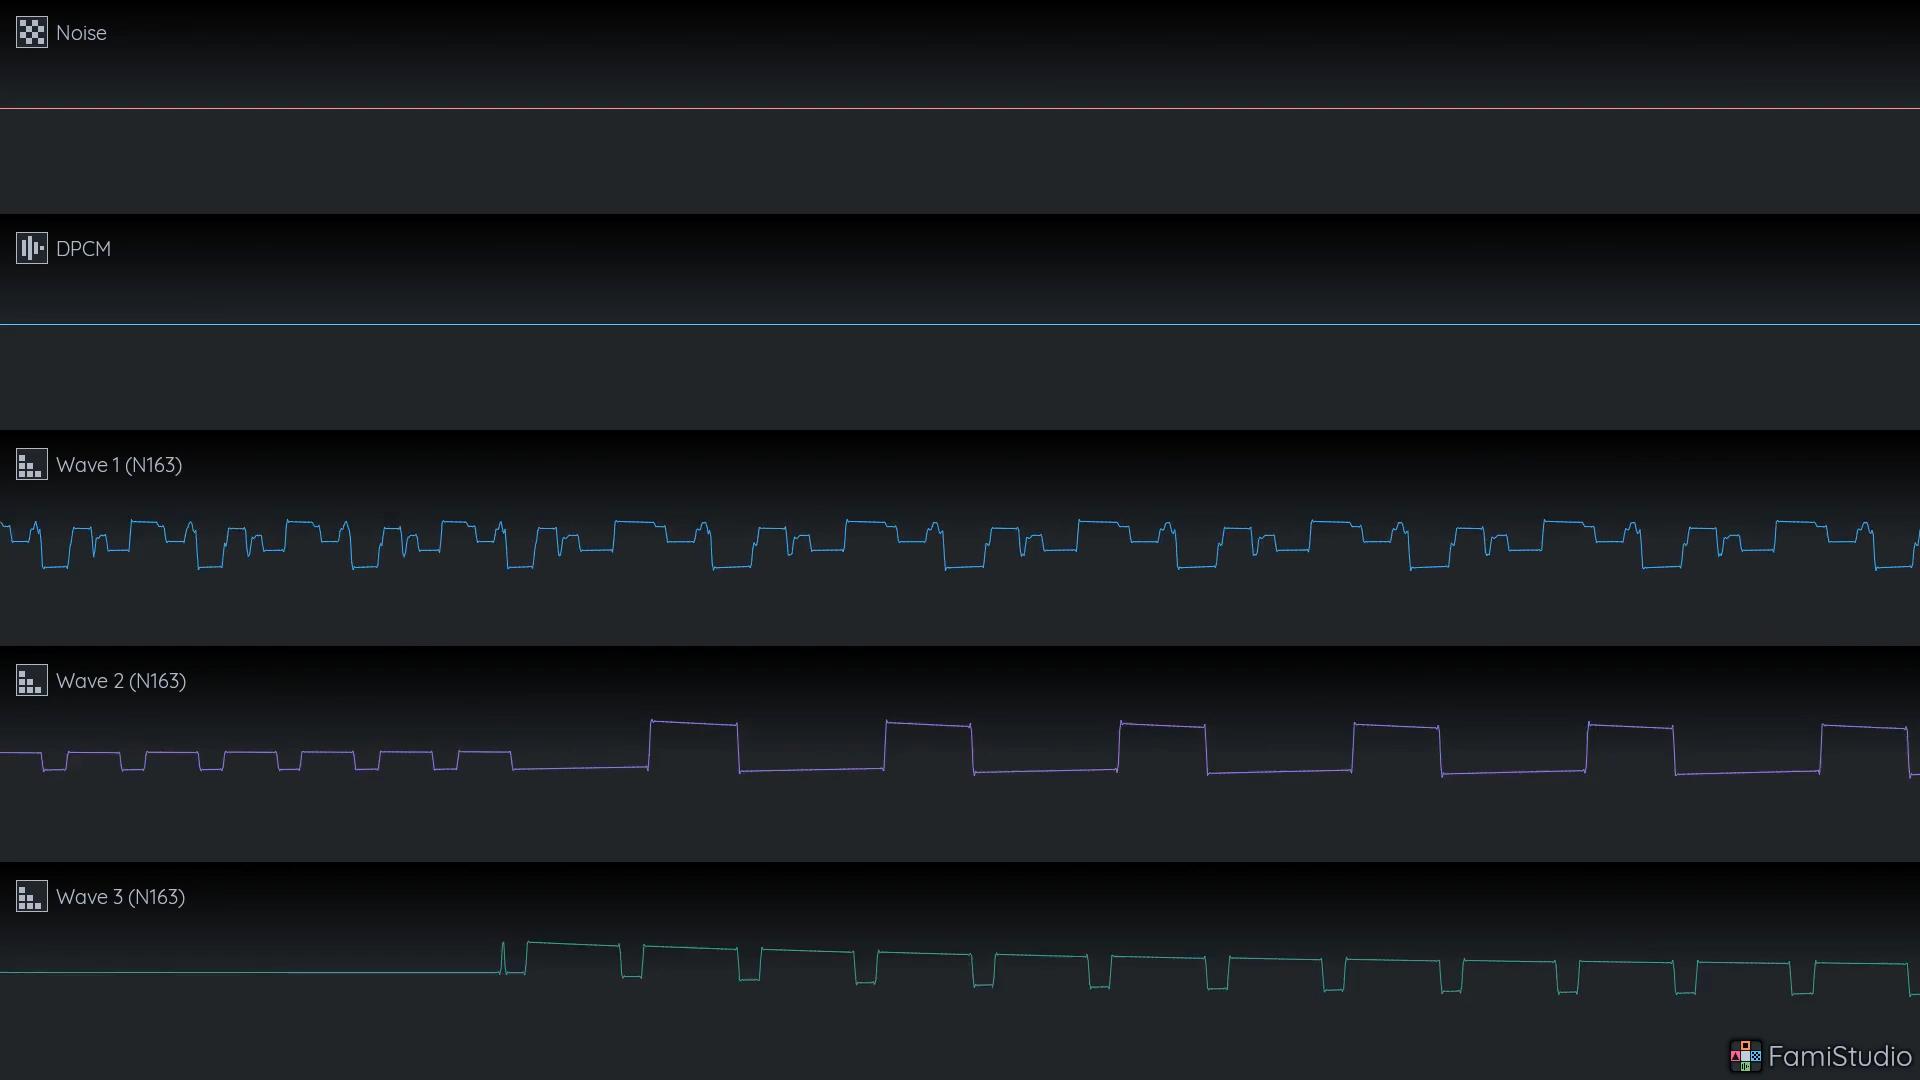 Noise
DPCM
Wave 1 (N163)
Wave 2 (N163)
Wave 3 (N163)
FamiStudio